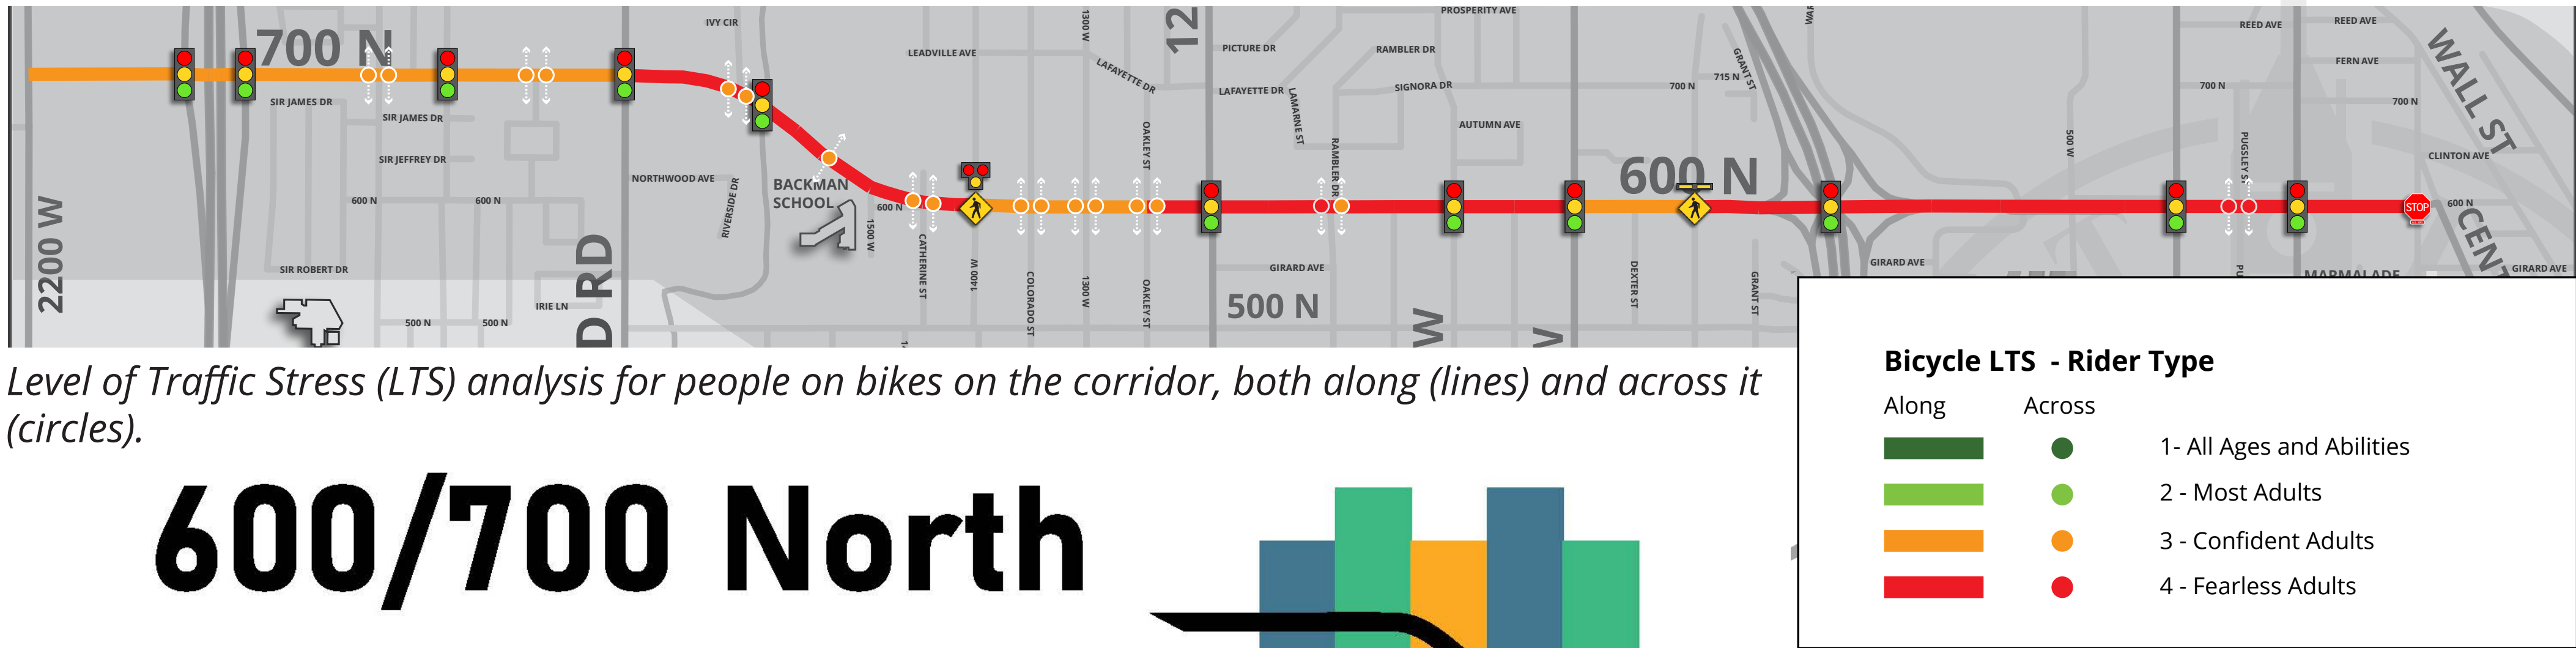 IVY CIR
1300 W
12
PROSPERITY AVE
REED AVE
REED AVE
700 N
LEADVILLE AVE
PICTURE DR
RAMBLER DR
GRANT ST
WALL ST
LAFAYETTE DR
FERN AVE
SIR JAMES DR
LAFAYETTE DR
LAMARNE ST
SIGNORA DR
700 N
715 N
700 N
700 N
SIR JAMES DR
OAKLEY ST
AUTUMN AVE
500 W
PUGSLEY ST
SIR JEFFREY DR
RAMBLER DR
CLINTON AVE
NORTHWOOD AVE
RIVERSIDE DR
BACKMAN
SCHOOL
600 N
2200 W
600 N
600 N
600 N
1500 W
STOP
600 N
CENT
D RD
CATHERINE ST
1400 W
SIR ROBERT DR
COLORADO ST
1300 W
OAKLEY ST
GIRARD AVE
DEXTER ST
GRANT ST
GIRARD AVE
PU
MARMALADE
GIRARD AVE
IRIE LN
500 N
500 N
500 N
W
W
Level of Traffic Stress (LTS) analysis for people on bikes on the corridor, both along (lines) and across it
(circles).
600/700 North
Bicycle LTS - Rider Type
Along Across
1- All Ages and Abilities
2 - Most Adults
3 - Confident Adults
4 - Fearless Adults